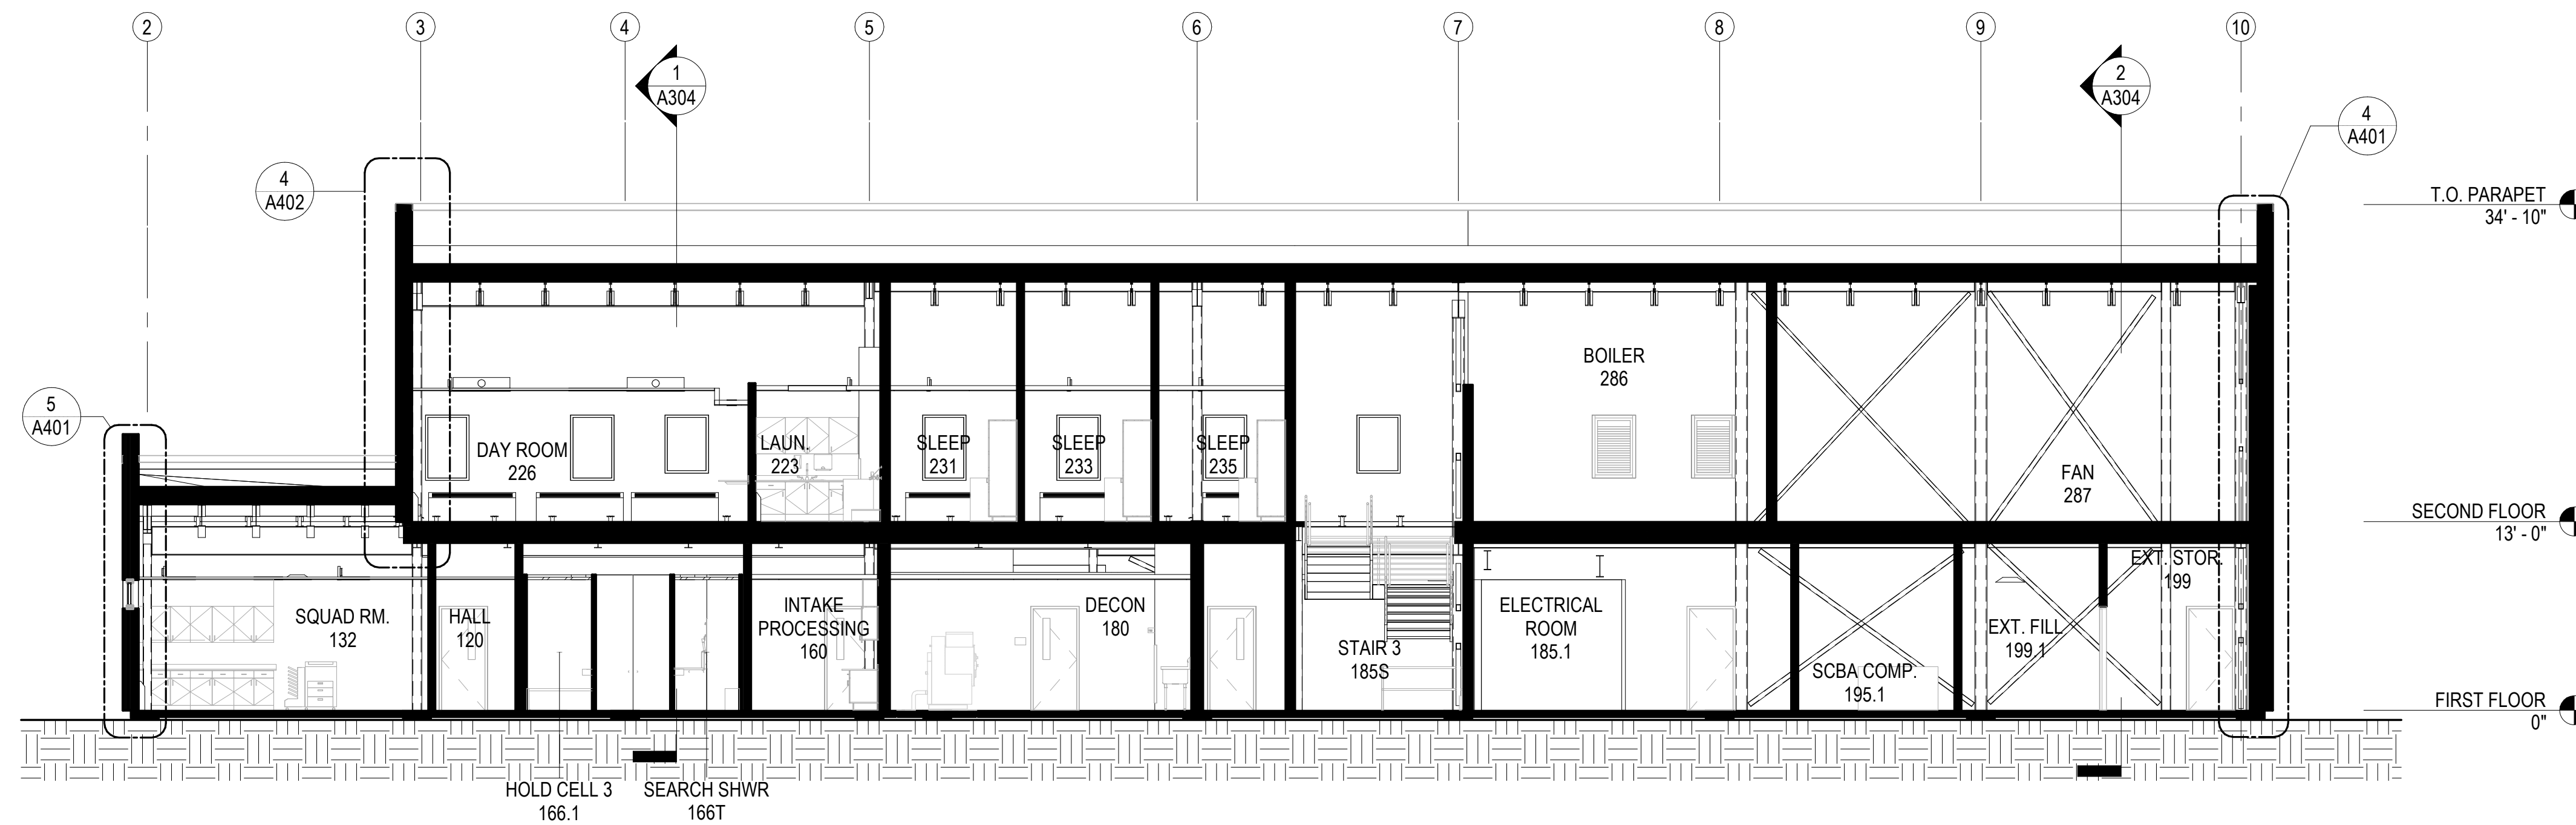 2
3
4
5
6
7
8
9
10
1
A304
2
A304
4
A401
4
A402
T.O. PARAPET
34' - 10"
5
A401
BOILER
286
DAY ROOM
226
LAUN.
223
SLEEP
231
SLEEP
233
SLEEP
235
FAN
287
SECOND FLOOR
13' - 0"
SQUAD RM.
132
HALL
120
INTAKE
PROCESSING
160
DECON
180
STAIR 3
185S
ELECTRICAL
ROOM
185.1
SCBA COMP.
195.1
EXT. FILL
199.1
EXT. STOR.
199
FIRST FLOOR
0"
HOLD CELL 3
166.1
SEARCH SHWR
166T